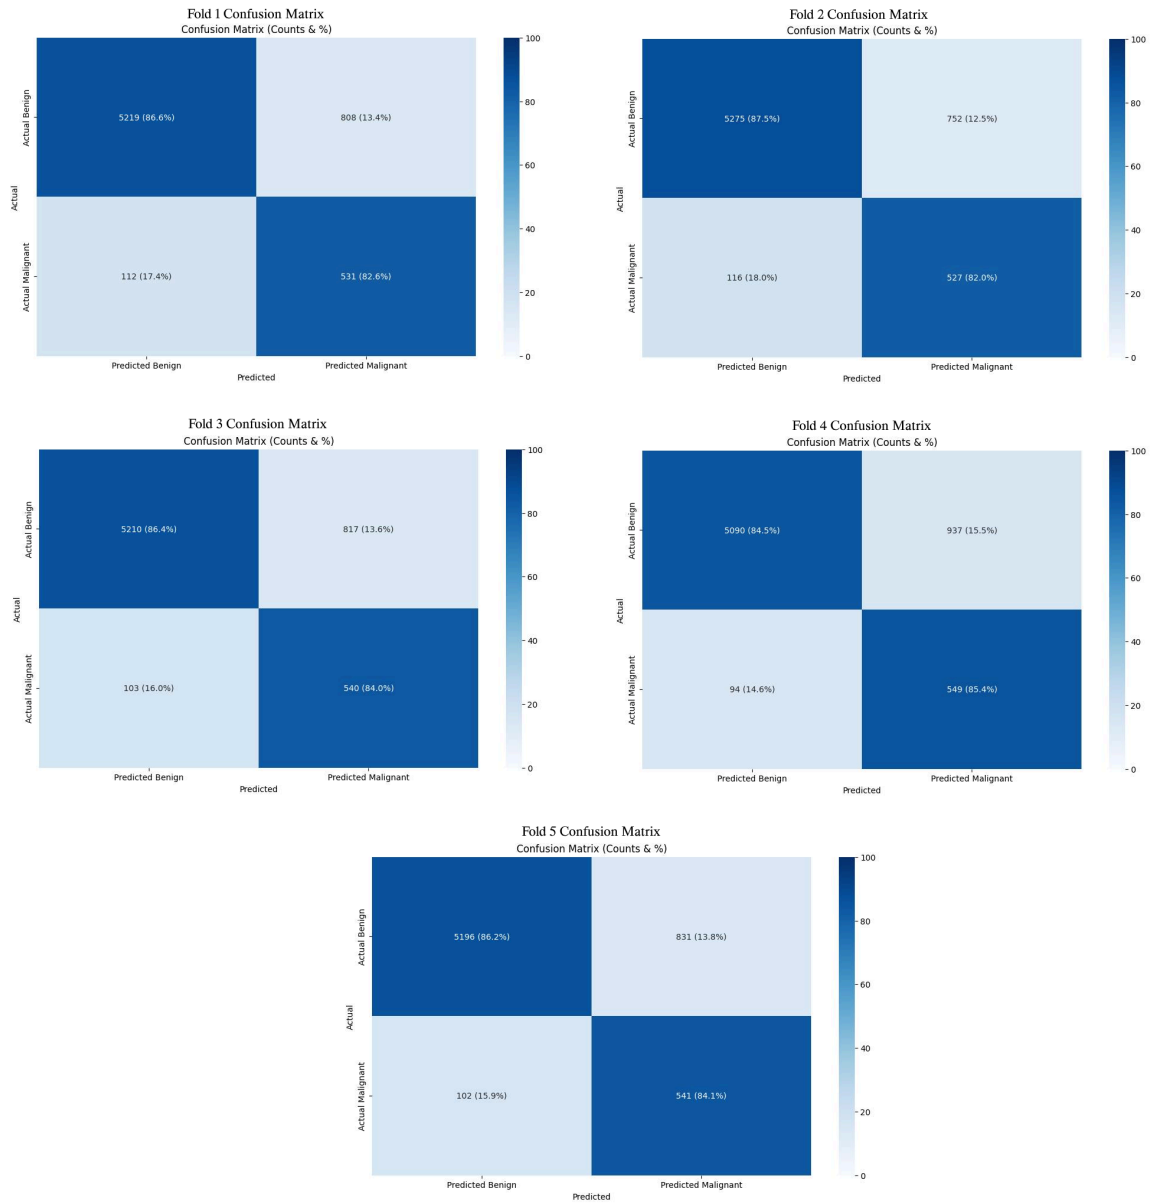 Fold 1 Confusion Matrix
Confusion Matrix (Counts & %)
Actual
Actual Benign
5219 (86.6%)
808 (13.4%)
Actual Malignant
112 (17.4%)
531 (82.6%)
Predicted Benign
Predicted Malignant
Predicted
100
80
60
40
20
0
Fold 2 Confusion Matrix
Confusion Matrix (Counts & %)
Actual
Actual Benign
5275 (87.5%)
752 (12.5%)
Actual Malignant
116 (18.0%)
527 (82.0%)
Predicted Benign
Predicted Malignant
Predicted
100
80
60
40
20
0
Fold 3 Confusion Matrix
Confusion Matrix (Counts & %)
Actual
Actual Benign
5210 (86.4%)
817 (13.6%)
Actual Malignant
103 (16.0%)
540 (84.0%)
Predicted Benign
Predicted Malignant
Predicted
100
80
60
40
20
0
Fold 4 Confusion Matrix
Confusion Matrix (Counts & %)
Actual
Actual Benign
5090 (84.5%)
937 (15.5%)
Actual Malignant
94 (14.6%)
549 (85.4%)
Predicted Benign
Predicted Malignant
Predicted
100
80
60
40
20
0
Fold 5 Confusion Matrix
Confusion Matrix (Counts & %)
Actual
Actual Benign
5196 (86.2%)
831 (13.8%)
Actual Malignant
102 (15.9%)
541 (84.1%)
Predicted Benign
Predicted Malignant
Predicted
100
80
60
40
20
0